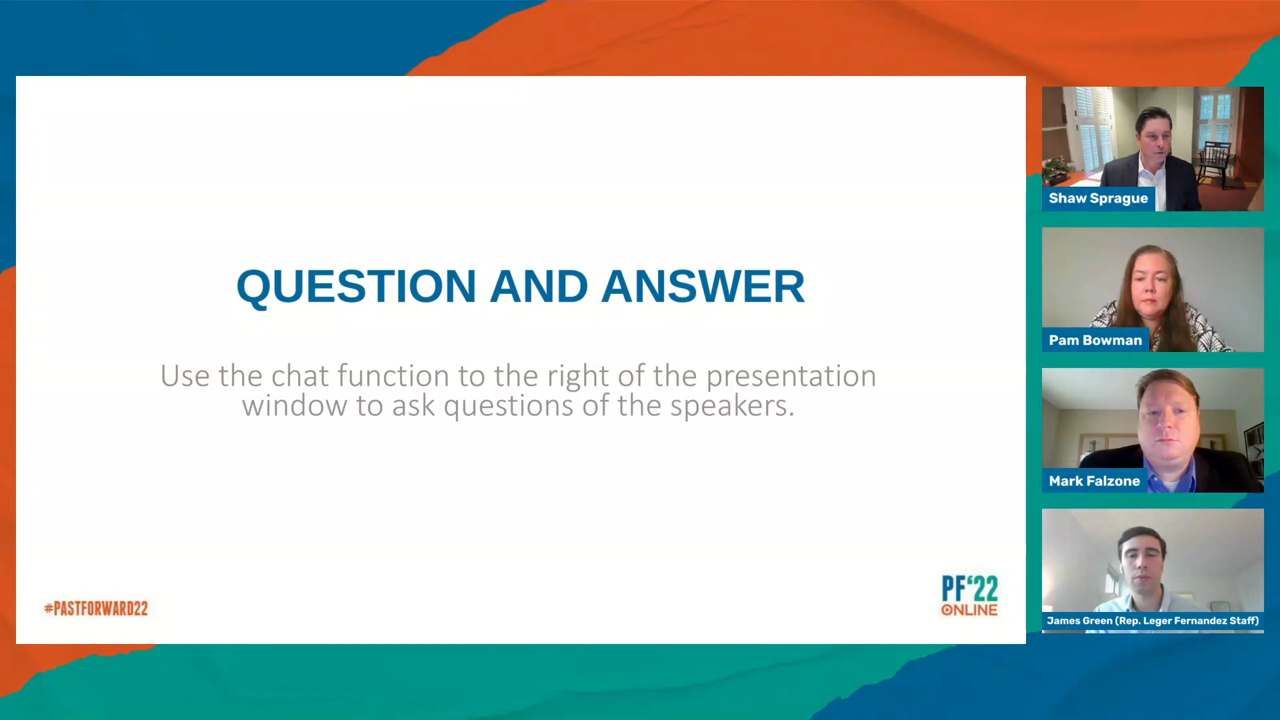 QUESTION AND ANSWER
Use the chat function to the right of the presentation
window to ask questions of the speakers.
#PASTFORWARD22
PF‘22
ONLINE
Shaw Sprague
Pam Bowman
Mark Falzone
James Green (Rep. Leger Fernandez Staff)